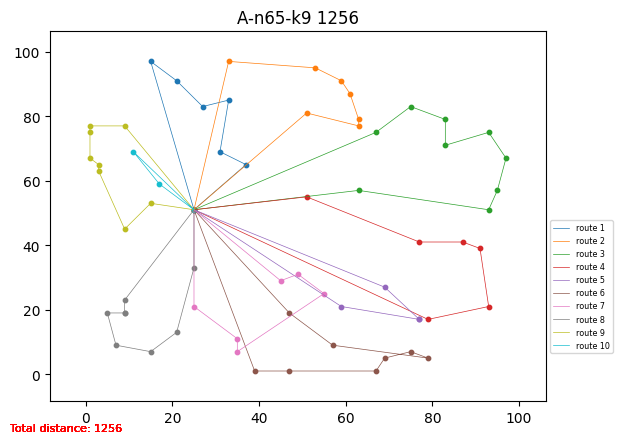 A-n65-k9 1256
100
80
60
40
20
0
0 20 40 60 80 100
route 1
route 2
route 3
route 4
route 5
route 6
route 7
route 8
route 9
route 10
Total distance: 1256